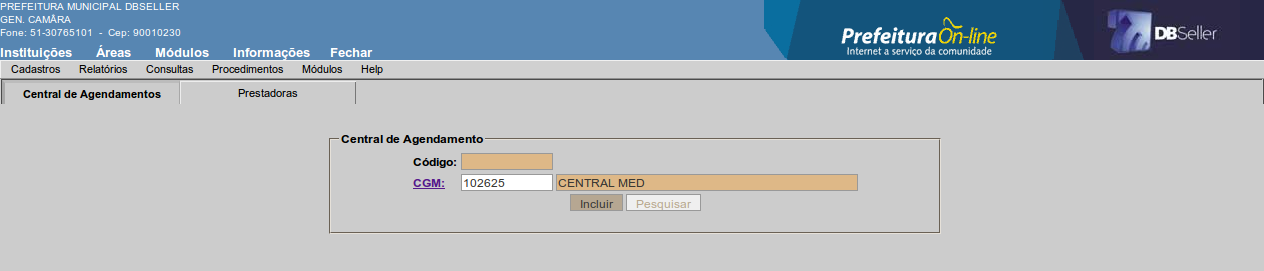 PREFEITURA MUNICIPAL DBSELLER
GEN. CAMÂRA
Fone: 51-30765101 - Cep: 90010230
Prefeitura On-line
Internet a serviço da comunidade
DBSeller
Instituições Áreas Módulos Informações Fechar
Cadastros Relatórios Consultas Procedimentos Módulos Help
Central de Agendamentos Prestadoras
Central de Agendamento
Código:
CGM: 102625 CENTRAL MED
Incluir Pesquisar